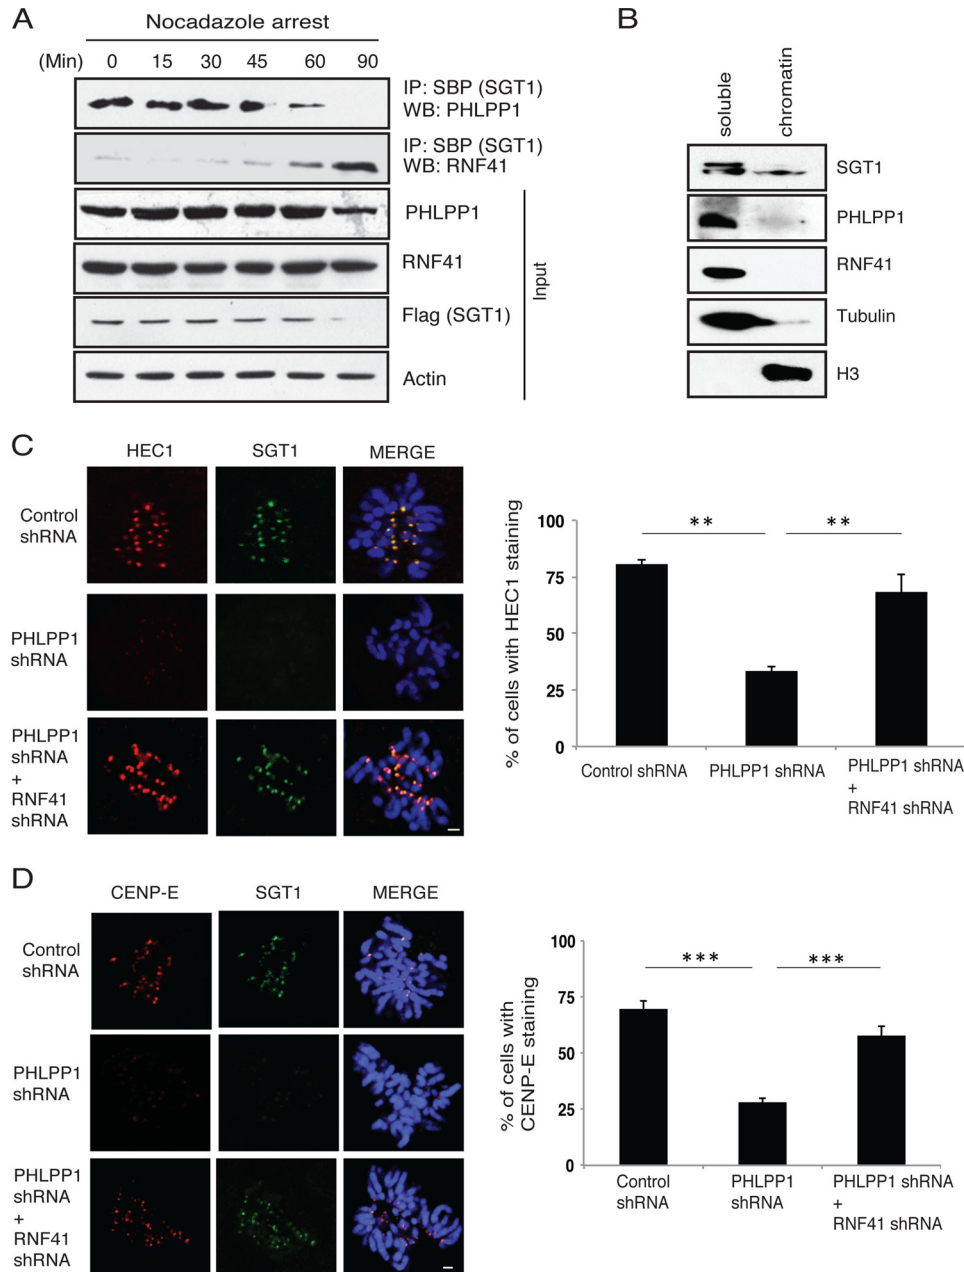 A
Nocadazole arrest
(Min) 0 15 30 45 60 90
IP: SBP (SGT1)
WB: PHLPP1
IP: SBP (SGT1)
WB: RNF41
PHLPP1
RNF41
Flag (SGT1)
Actin
Input
B
soluble
chromatin
SGT1
PHLPP1
RNF41
Tubulin
H3
C
HEC1 SGT1 MERGE
Control
shRNA
PHLPP1
shRNA
PHLPP1
shRNA
+
RNF41
shRNA
% of cells with HEC1 staining
100
75
50
25
0
** **
Control shRNA
PHLPP1 shRNA
PHLPP1 shRNA
+
RNF41 shRNA
D
CENP-E SGT1 MERGE
Control
shRNA
PHLPP1
shRNA
PHLPP1
shRNA
+
RNF41
shRNA
% of cells with
CENP-E staining
100
75
50
25
0
*** ***
Control
shRNA
PHLPP1
shRNA
PHLPP1 shRNA
+
RNF41 shRNA